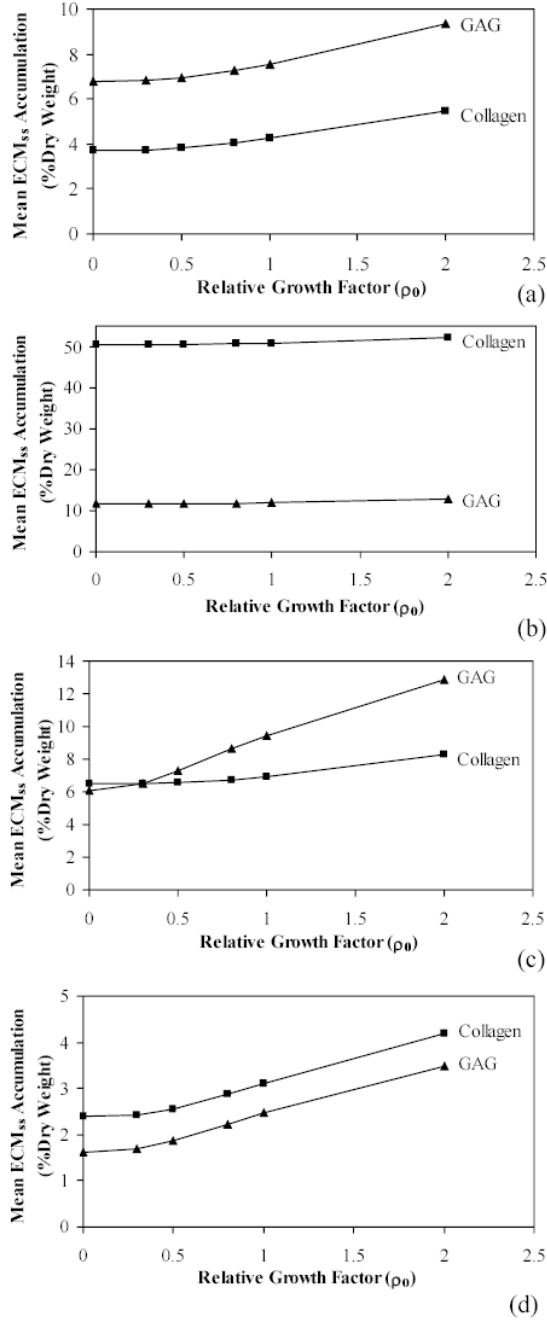 Mean ECMss Accumulation
(%Dry Weight)
10
8
6
4
2
0
GAG
Collagen
0 0.5 1 1.5 2 2.5
Relative Growth Factor (ρ0)
(a)
Mean ECMss Accumulation
(%Dry Weight)
50
40
30
20
10
0
Collagen
GAG
0 0.5 1 1.5 2 2.5
Relative Growth Factor (ρ0)
(b)
Mean ECMss Accumulation
(%Dry Weight)
14
12
10
8
6
4
2
0
GAG
Collagen
0 0.5 1 1.5 2 2.5
Relative Growth Factor (ρ0)
(c)
Mean ECMss Accumulation
(%Dry Weight)
5
4
3
2
1
0
Collagen
GAG
0 0.5 1 1.5 2 2.5
Relative Growth Factor (ρ0)
(d)